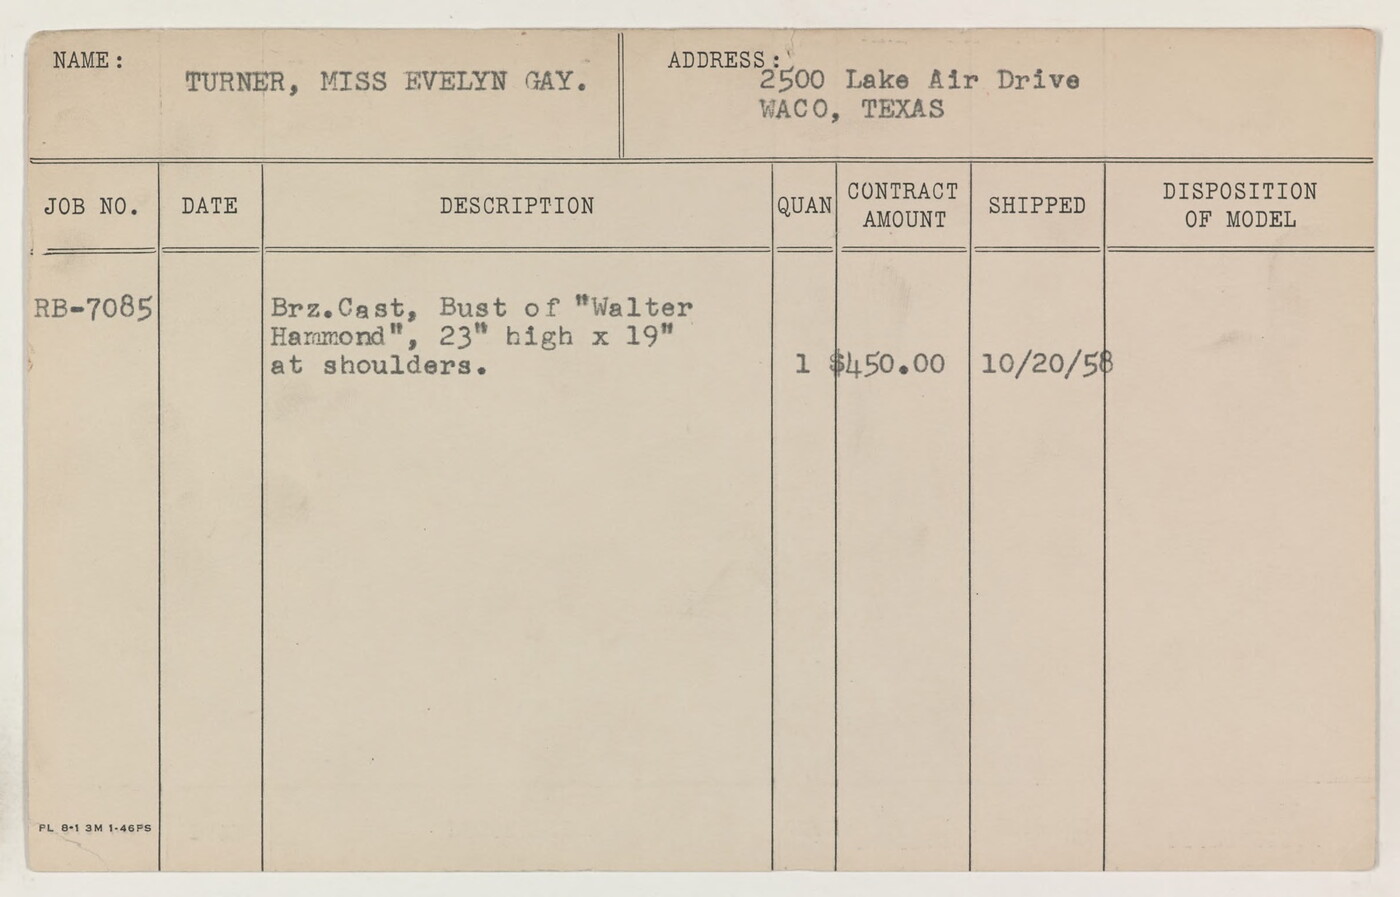 NAME:
TURNER, MISS EVELYN GAY.
ADDRESS:
2500 Lake Air Drive
WACO, TEXAS
JOB NO. DATE DESCRIPTION QUAN CONTRACT AMOUNT SHIPPED DISPOSITION OF MODEL
RB-7085 Brz.Cast, Bust of "Walter
Hammond", 23" high x 19"
at shoulders. 1 $450.00 10/20/58
PL 8-1 3M 1-46PS